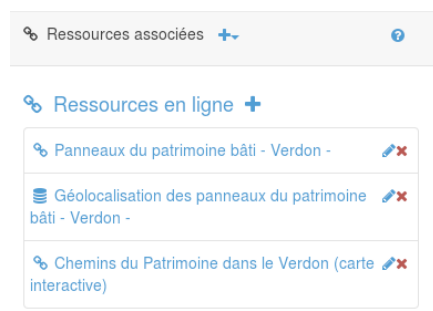 Ressources associées
Ressources en ligne
Panneaux du patrimoine bâti - Verdon -
Géolocalisation des panneaux du patrimoine
bâti - Verdon -
Chemins du Patrimoine dans le Verdon (carte
interactive)